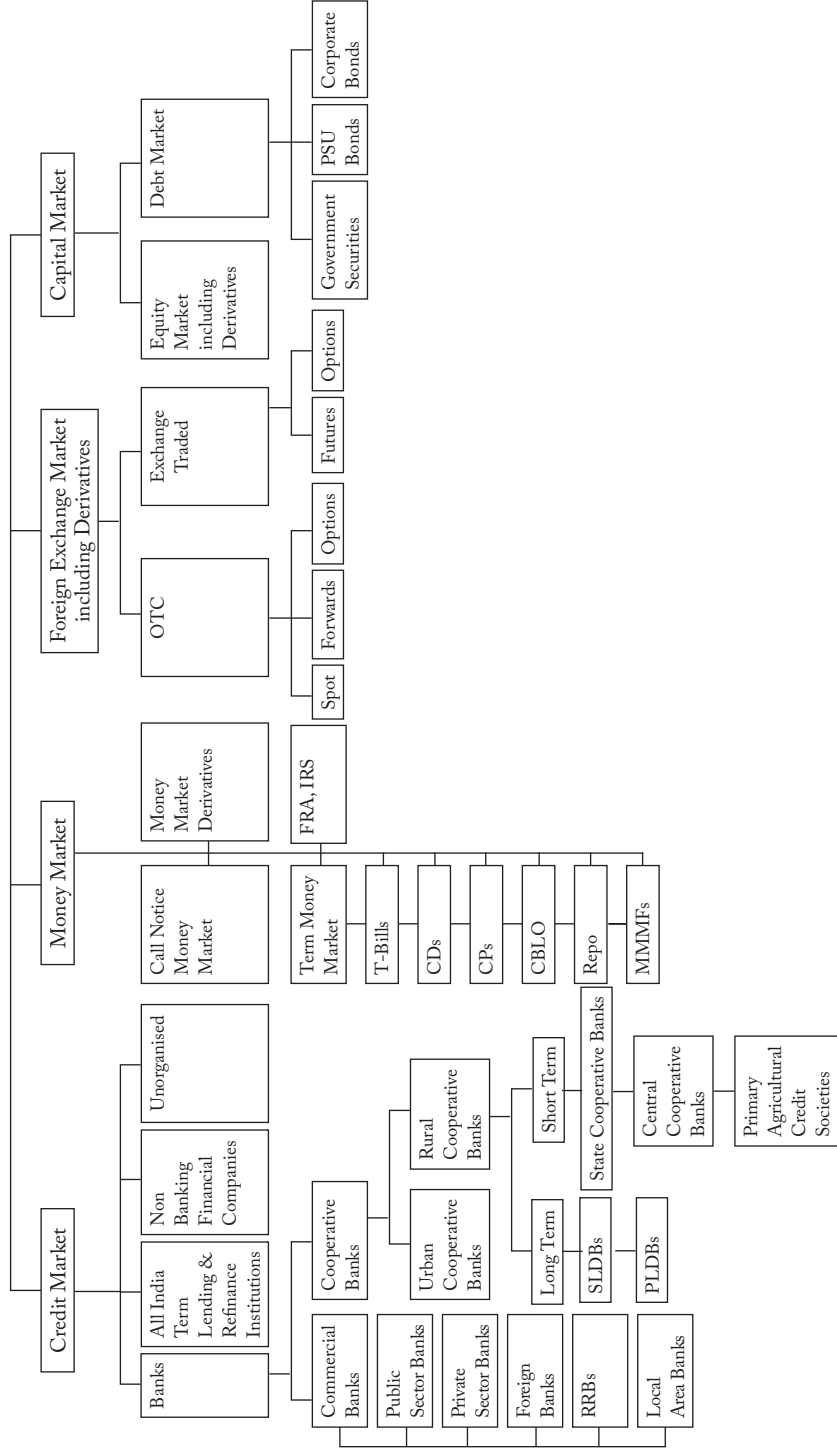 Credit Market
Money Market
Foreign Exchange Market
including Derivatives
Capital Market
Banks
All India
Term
Lending &
Refinance
Institutions
Non
Banking
Financial
Companies
Unorganised
Call Notice
Money
Market
Money
Market
Derivatives
OTC
Exchange
Traded
Equity
Market
including
Derivatives
Debt Market
Commercial
Banks
Public
Sector Banks
Private
Sector Banks
Foreign
Banks
RRBs
Local
Area Banks
Cooperative
Banks
Urban
Cooperative
Banks
Rural
Cooperative
Banks
Long Term
SLDBs
PLDBs
Short Term
State Cooperative Banks
Central
Cooperative
Banks
Primary
Agricultural
Credit
Societies
Term Money
Market
T-Bills
CDs
CPs
CBLO
Repo
MMMFs
FRA, IRS
Spot
Forwards
Options
Futures
Options
Government
Securities
PSU
Bonds
Corporate
Bonds